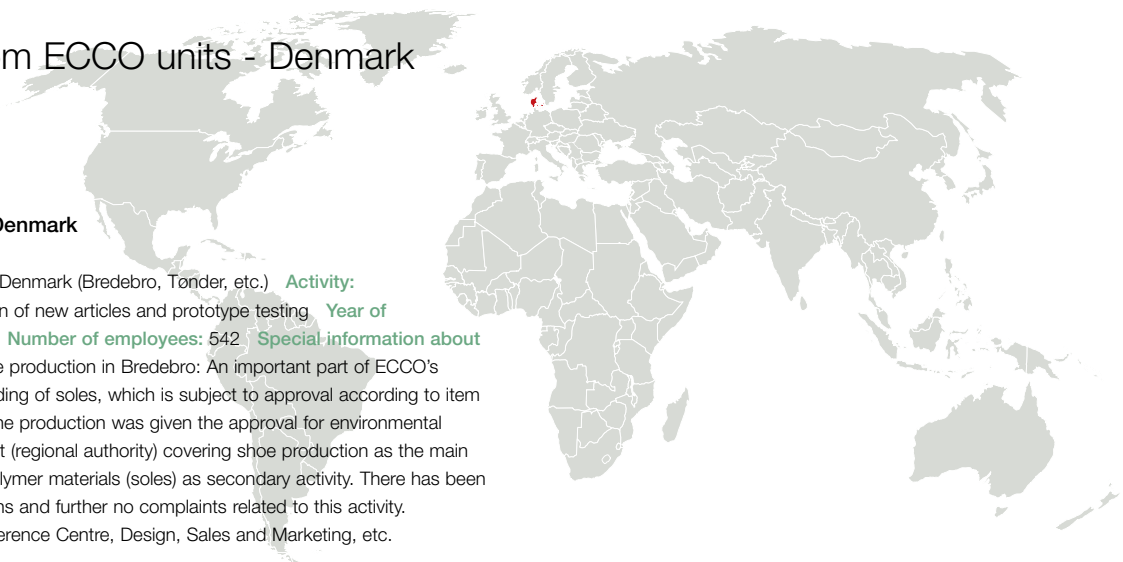 m ECCO units - Denmark
Denmark
Denmark (Bredebro, Tønder, etc.) Activity:
n of new articles and prototype testing Year of
Number of employees: 542 Special information about
e production in Bredebro: An important part of ECCO's
ding of soles, which is subject to approval according to item
ne production was given the approval for environmental
t (regional authority) covering shoe production as the main
lymer materials (soles) as secondary activity. There has been
ns and further no complaints related to this activity.
erence Centre, Design, Sales and Marketing, etc.